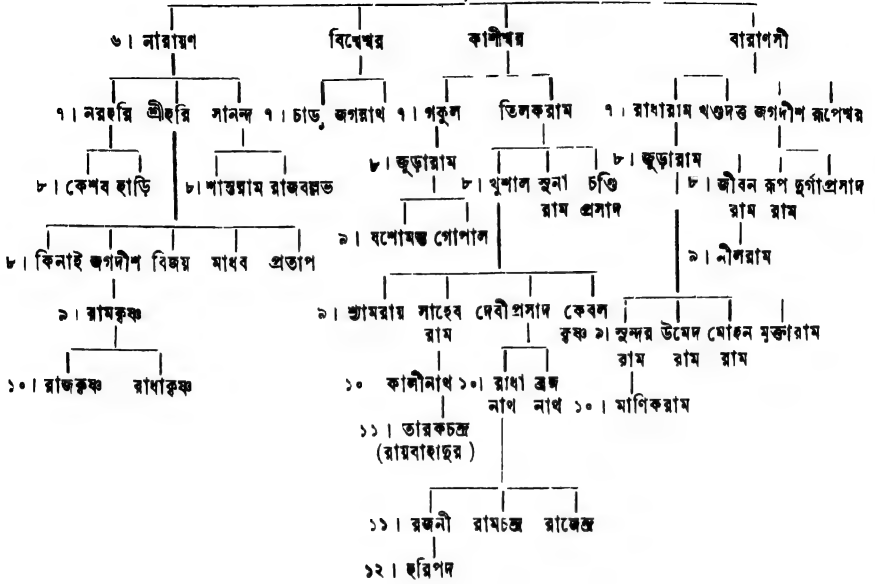 ৬। নারায়ণ বিশ্বেশ্বর কাশীশ্বর বারাণসী
৭। নরহরি শ্রীহরি সানন্দ ৭। চাড়ু জগন্নাথ ৭। গকুল তিলকরাম ৭। রাধারাম খণ্ডদত্ত জগদীশ রূপেশ্বর
৮। কেশব হাড়ি ৮। শান্তরাম রাজবল্লভ ৮। জূড়ারাম ৮। খুশাল সুনা চণ্ডি ৮। জূড়ারাম ৮। জীবন রূপ দুর্গাপ্রসাদ
রাম প্রসাদ রাম রাম
৯। যশোমন্ত গোপাল ৯। নীলরাম
৮। কিনাই জগদীশ বিজয় মাধব প্রতাপ
৯। রামকৃষ্ণ ৯। শ্যামরায় সাহেব দেবীপ্রসাদ কেবল
রাম কৃষ্ণ ৯। সুন্দর উমেদ মোহন মুক্তারাম
রাম রাম রাম
১০। রাজকৃষ্ণ রাধাকৃষ্ণ ১০ কালীনাথ ১০। রাধা ব্রজ
নাথ নাথ ১০। মাণিকরাম
১১। তারকচন্দ্র
(রায়বাহাদুর)
১১। রজনী রামচন্দ্র রাজেন্দ্র
১২। হরিপদ